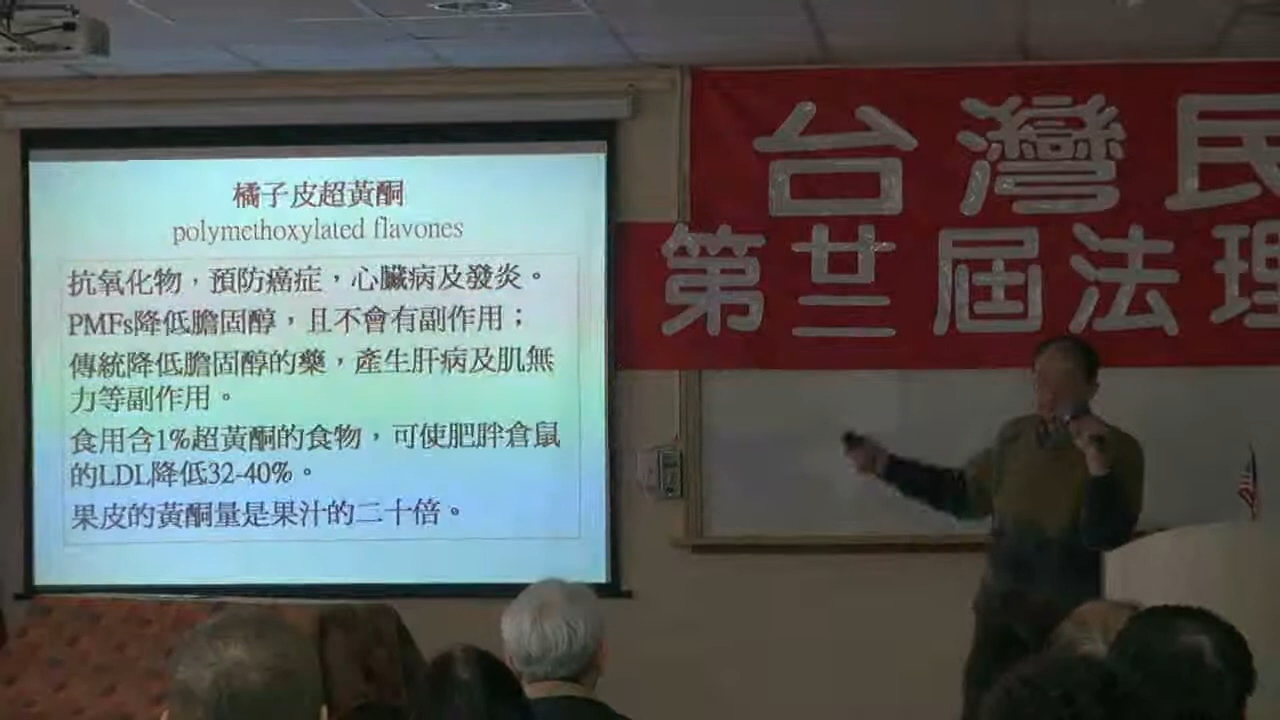 橘子皮超黃酮
polymethoxylated flavones
抗氧化物，預防癌症，心臟病及發炎。
PMFs降低膽固醇，且不會有副作用；
傳統降低膽固醇的藥，產生肝病及肌無
力等副作用。
食用含1%超黃酮的食物，可使肥胖倉鼠
的LDL降低32-40%。
果皮的黃酮量是果汁的二十倍。
台灣民
第廿二屆法理